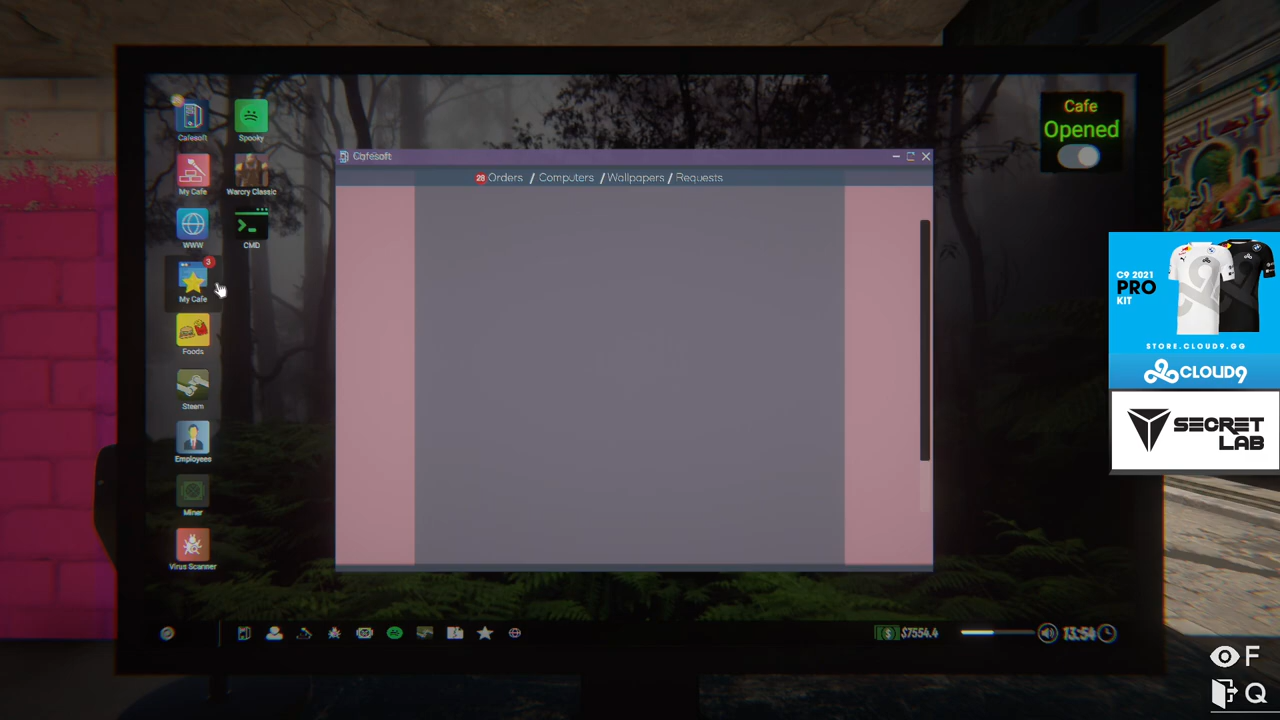 Cafesoft
Spooky
My Cafe
Warcry Classic
WWW
CMD
3
My Cafe
Foods
Steam
Employees
Miner
Virus Scanner
Cafesoft
Orders / Computers / Wallpapers / Requests
Cafe
Opened
$7554.4
13:54
C9 2021
PRO
KIT
STORE.CLOUD9.GG
CLOUD9
SECRET
LAB
F
Q